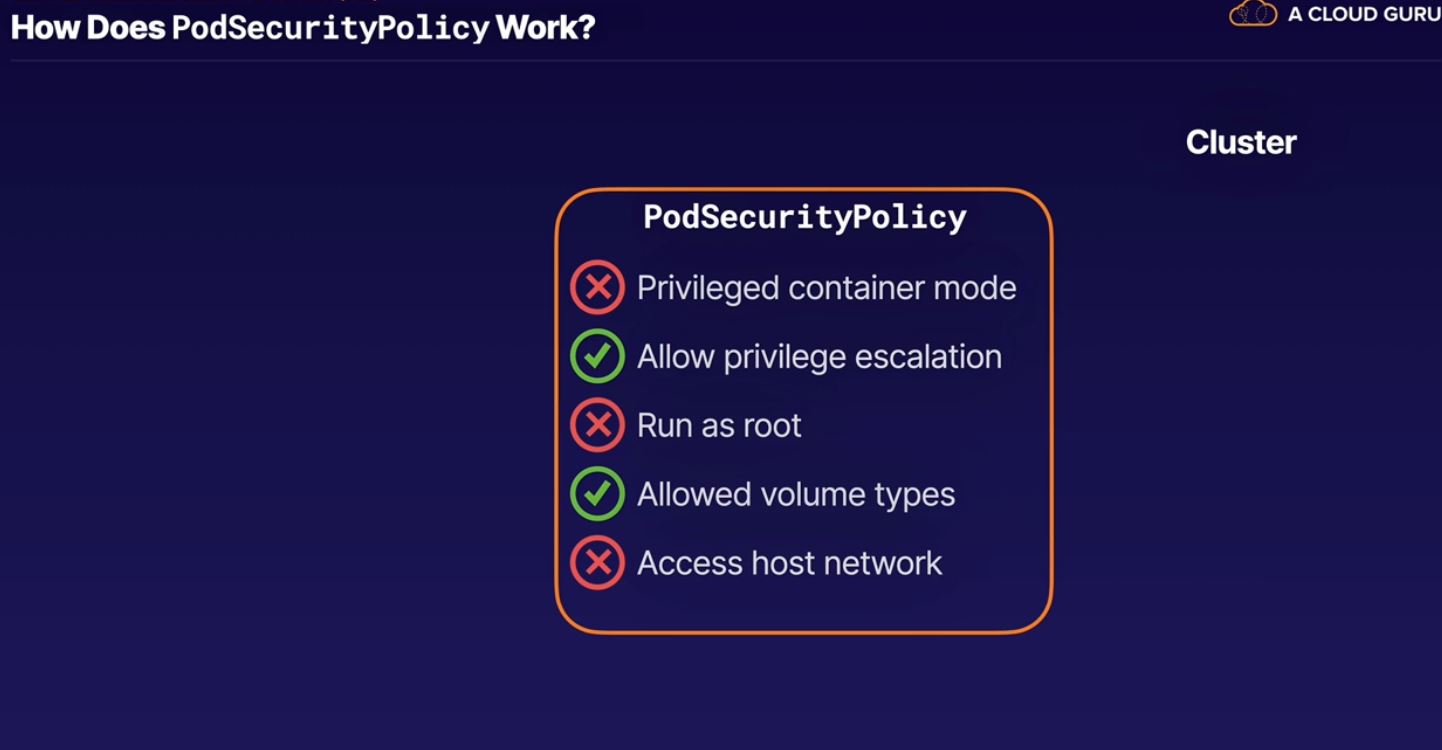 How Does PodSecurityPolicy Work?
A CLOUD GURU
Cluster
PodSecurityPolicy
Privileged container mode
Allow privilege escalation
Run as root
Allowed volume types
Access host network